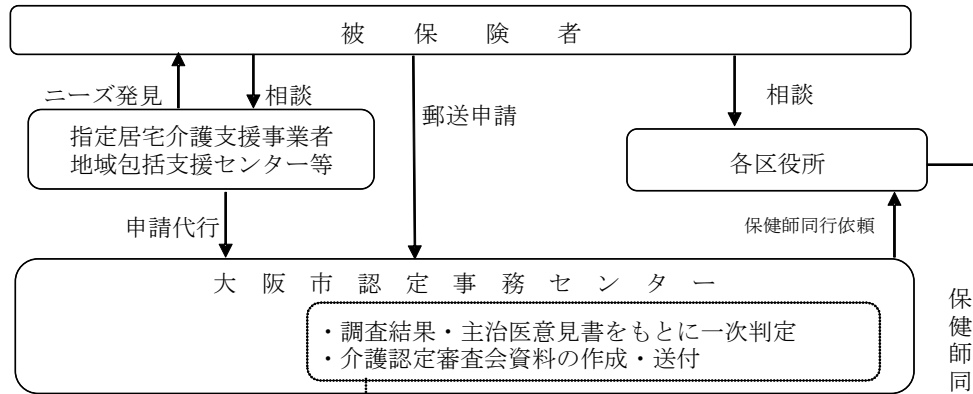 被保険者
ニーズ発見
相談
郵送申請
相談
指定居宅介護支援事業者
地域包括支援センター等
各区役所
申請代行
保健師同行依頼
大阪市認定事務センター
・調査結果・主治医意見書をもとに一次判定
・介護認定審査会資料の作成・送付
保健師同